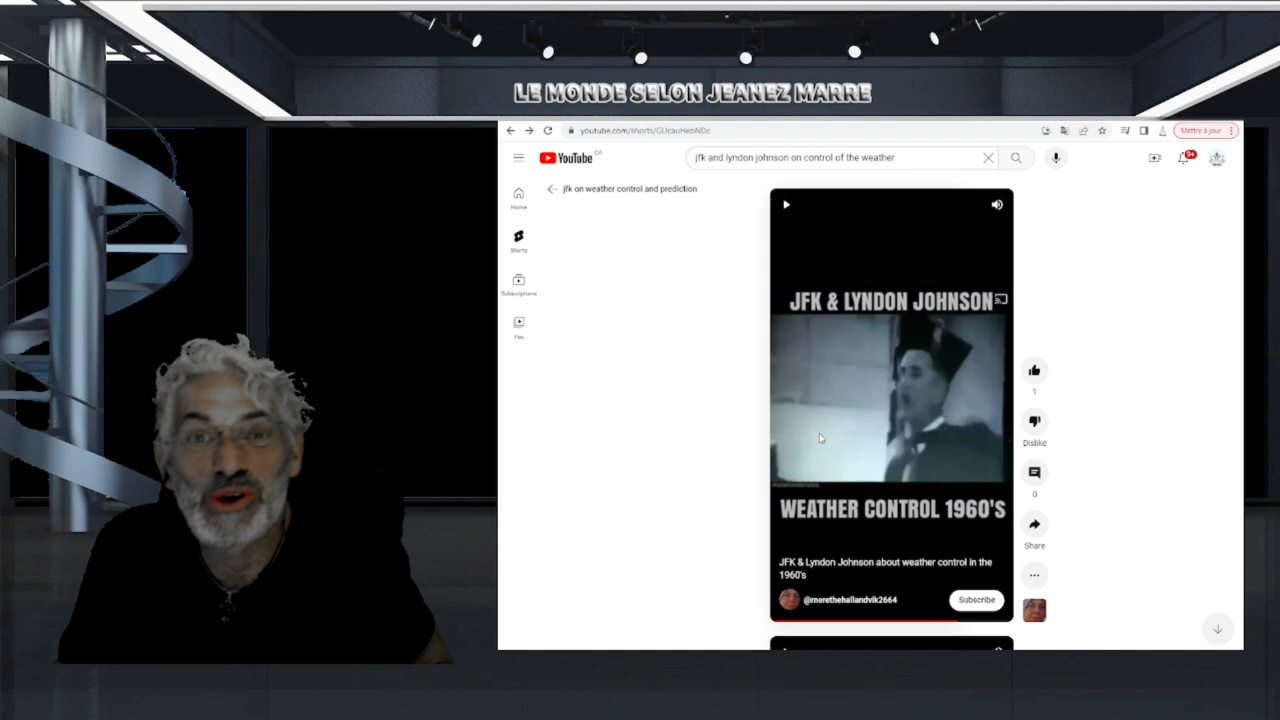 LE MONDE SELON JEANEZ MARRE
youtube.com/shorts/GUcauHebNDc
Mettre à jour
YouTube CA
jfk and lyndon johnson on control of the weather
9+
jfk on weather control and prediction
Home
Shorts
Subscriptions
You
JFK & LYNDON JOHNSON
WEATHER CONTROL 1960'S
JFK & Lyndon Johnson about weather control in the
1960's
@merethehallandvik2664
Subscribe
1
Dislike
0
Share